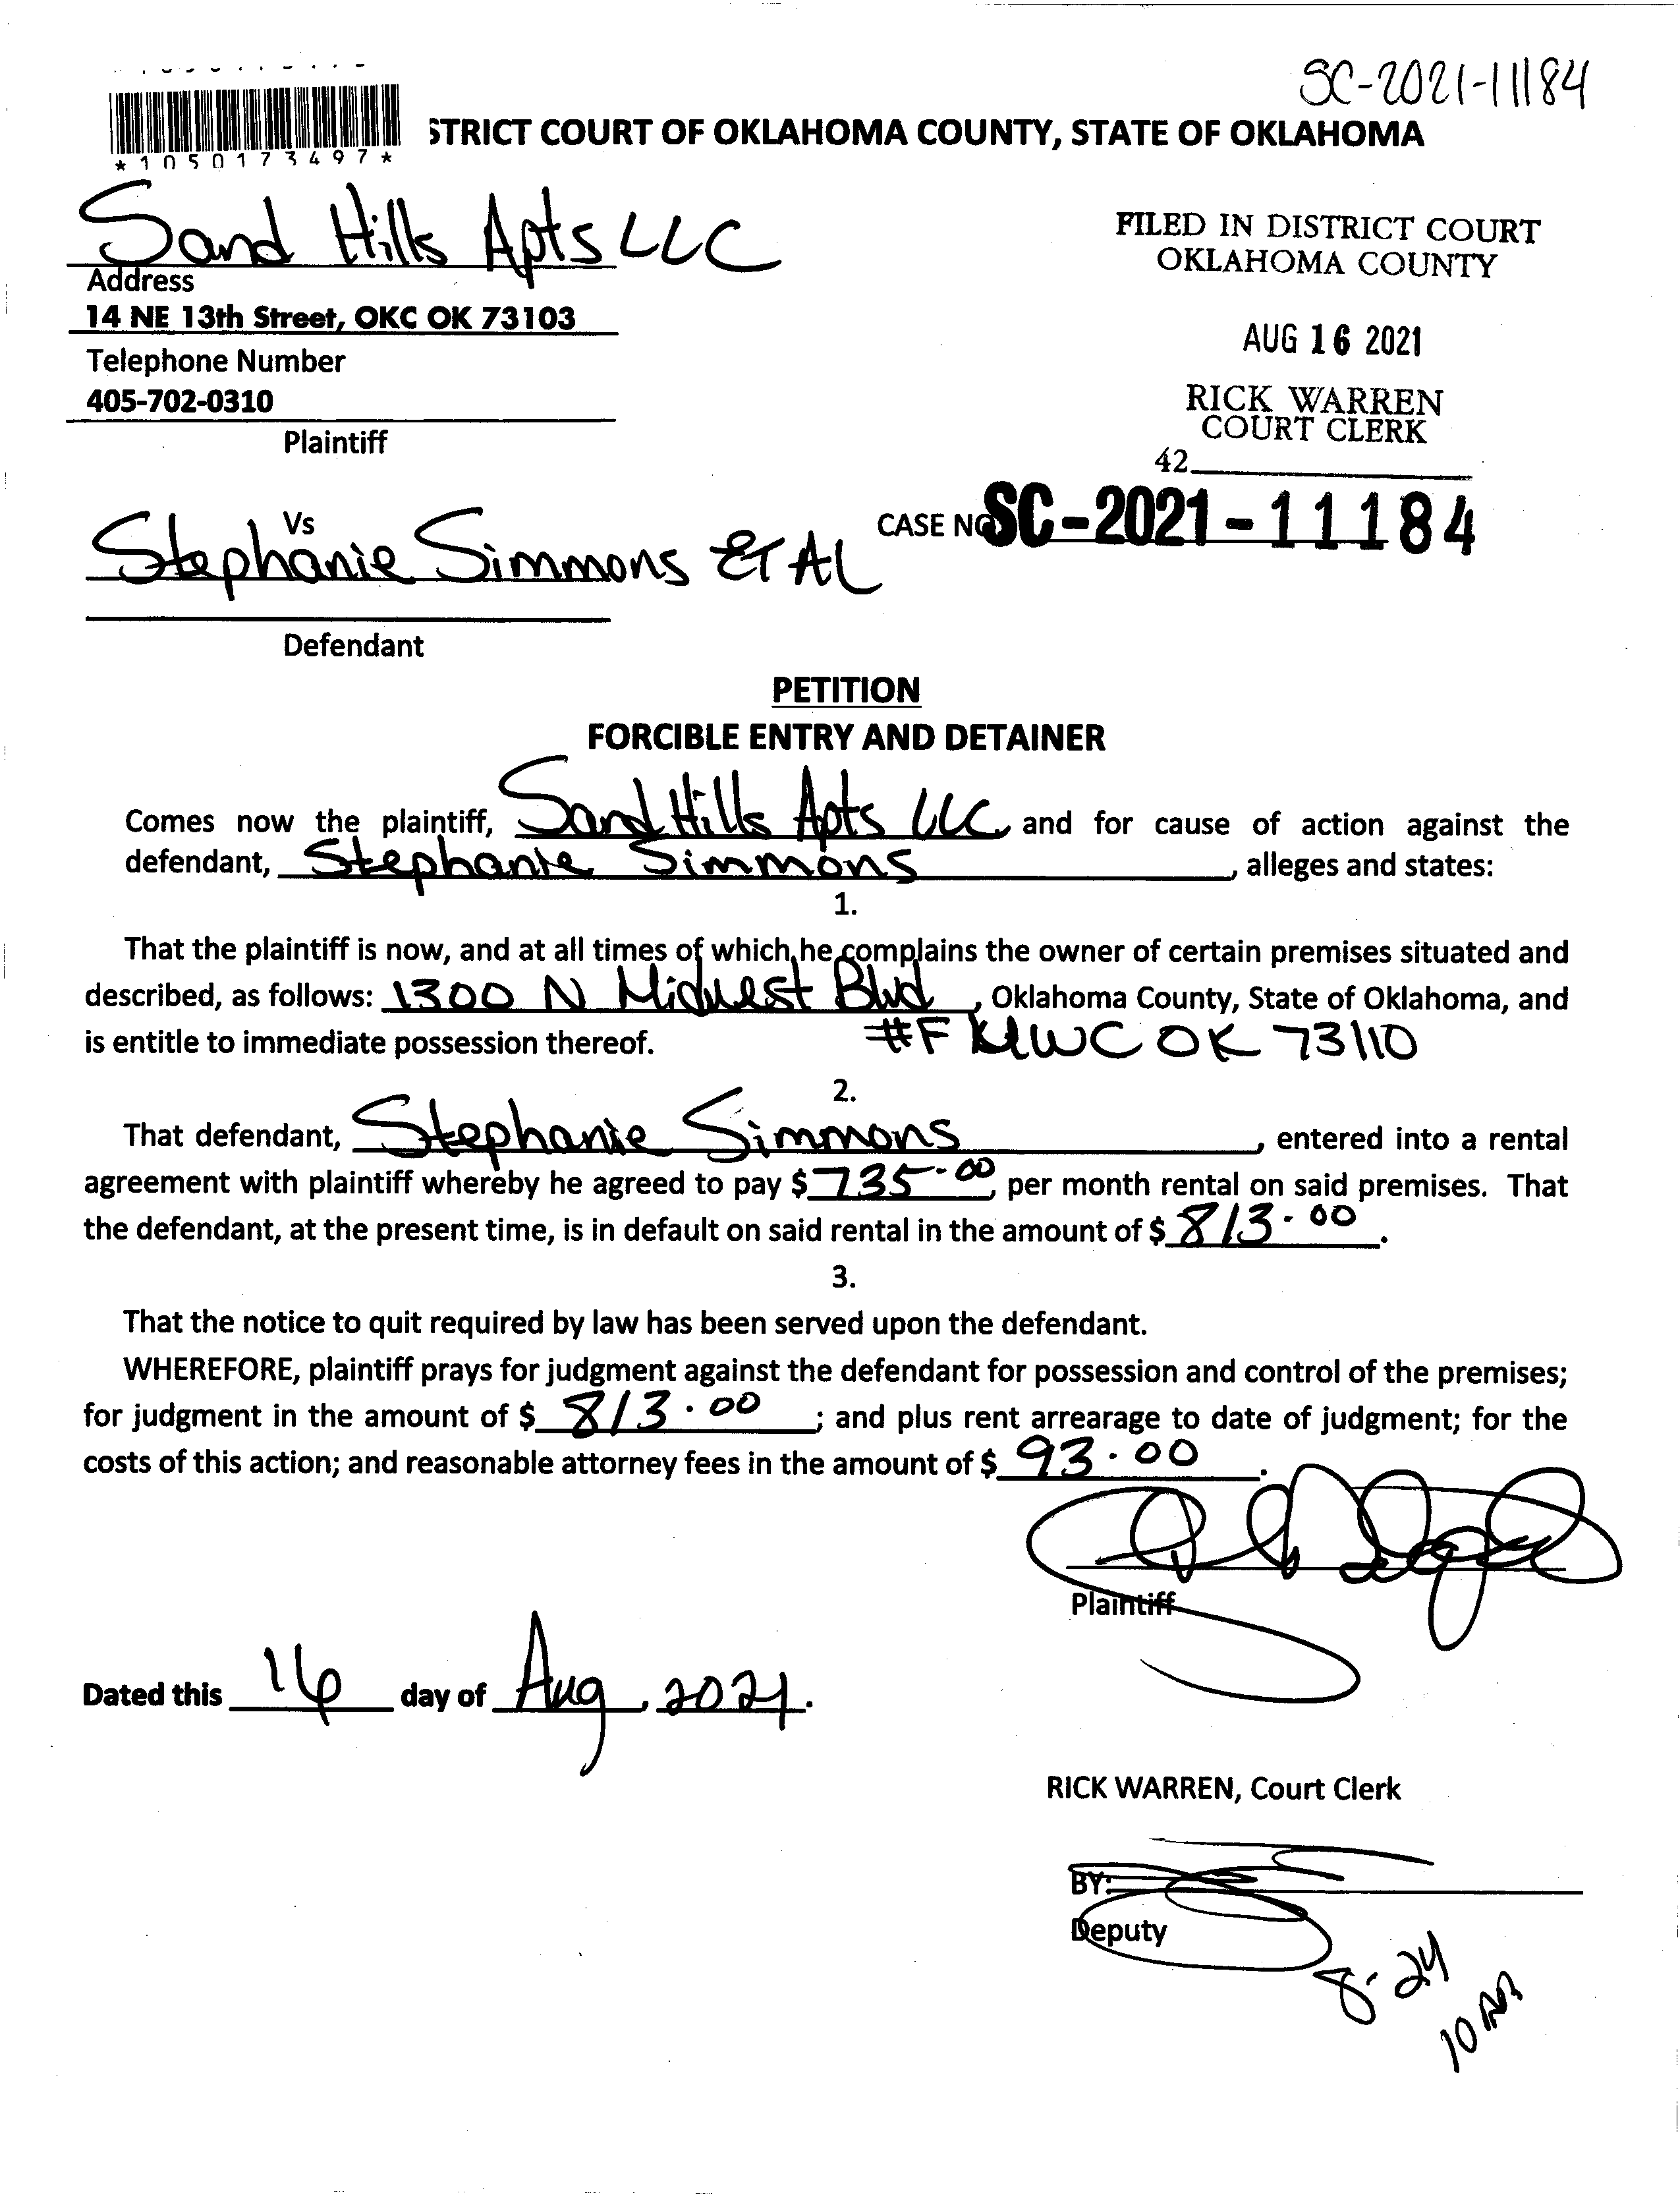 SC-2021-11184
STRICT COURT OF OKLAHOMA COUNTY, STATE OF OKLAHOMA
*1050173497*
Sand Hills Apts LLC
Address
14 NE 13th Street, OKC OK 73103
Telephone Number
405-702-0310
Plaintiff
FILED IN DISTRICT COURT
OKLAHOMA COUNTY
AUG 16 2021
RICK WARREN
COURT CLERK
42
Vs
Stephanie Simmons ET AL
CASE NO SC-2021-11184
Defendant
PETITION
FORCIBLE ENTRY AND DETAINER
Comes now the plaintiff, Sand Hills Apts LLC, and for cause of action against the
defendant, Stephanie Simmons, alleges and states:
1.
That the plaintiff is now, and at all times of which he complains the owner of certain premises situated and
described, as follows: 1300 N Midwest Blvd, Oklahoma County, State of Oklahoma, and
is entitle to immediate possession thereof. #F MWC OK 73110
2.
That defendant, Stephanie Simmons, entered into a rental
agreement with plaintiff whereby he agreed to pay $ 735.00, per month rental on said premises. That
the defendant, at the present time, is in default on said rental in the amount of $ 813.00.
3.
That the notice to quit required by law has been served upon the defendant.
WHEREFORE, plaintiff prays for judgment against the defendant for possession and control of the premises;
for judgment in the amount of $ 813.00; and plus rent arrearage to date of judgment; for the
costs of this action; and reasonable attorney fees in the amount of $ 93.00.
Plaintiff
Dated this 16 day of Aug, 2021.
RICK WARREN, Court Clerk
BY:
Deputy
8-24
10